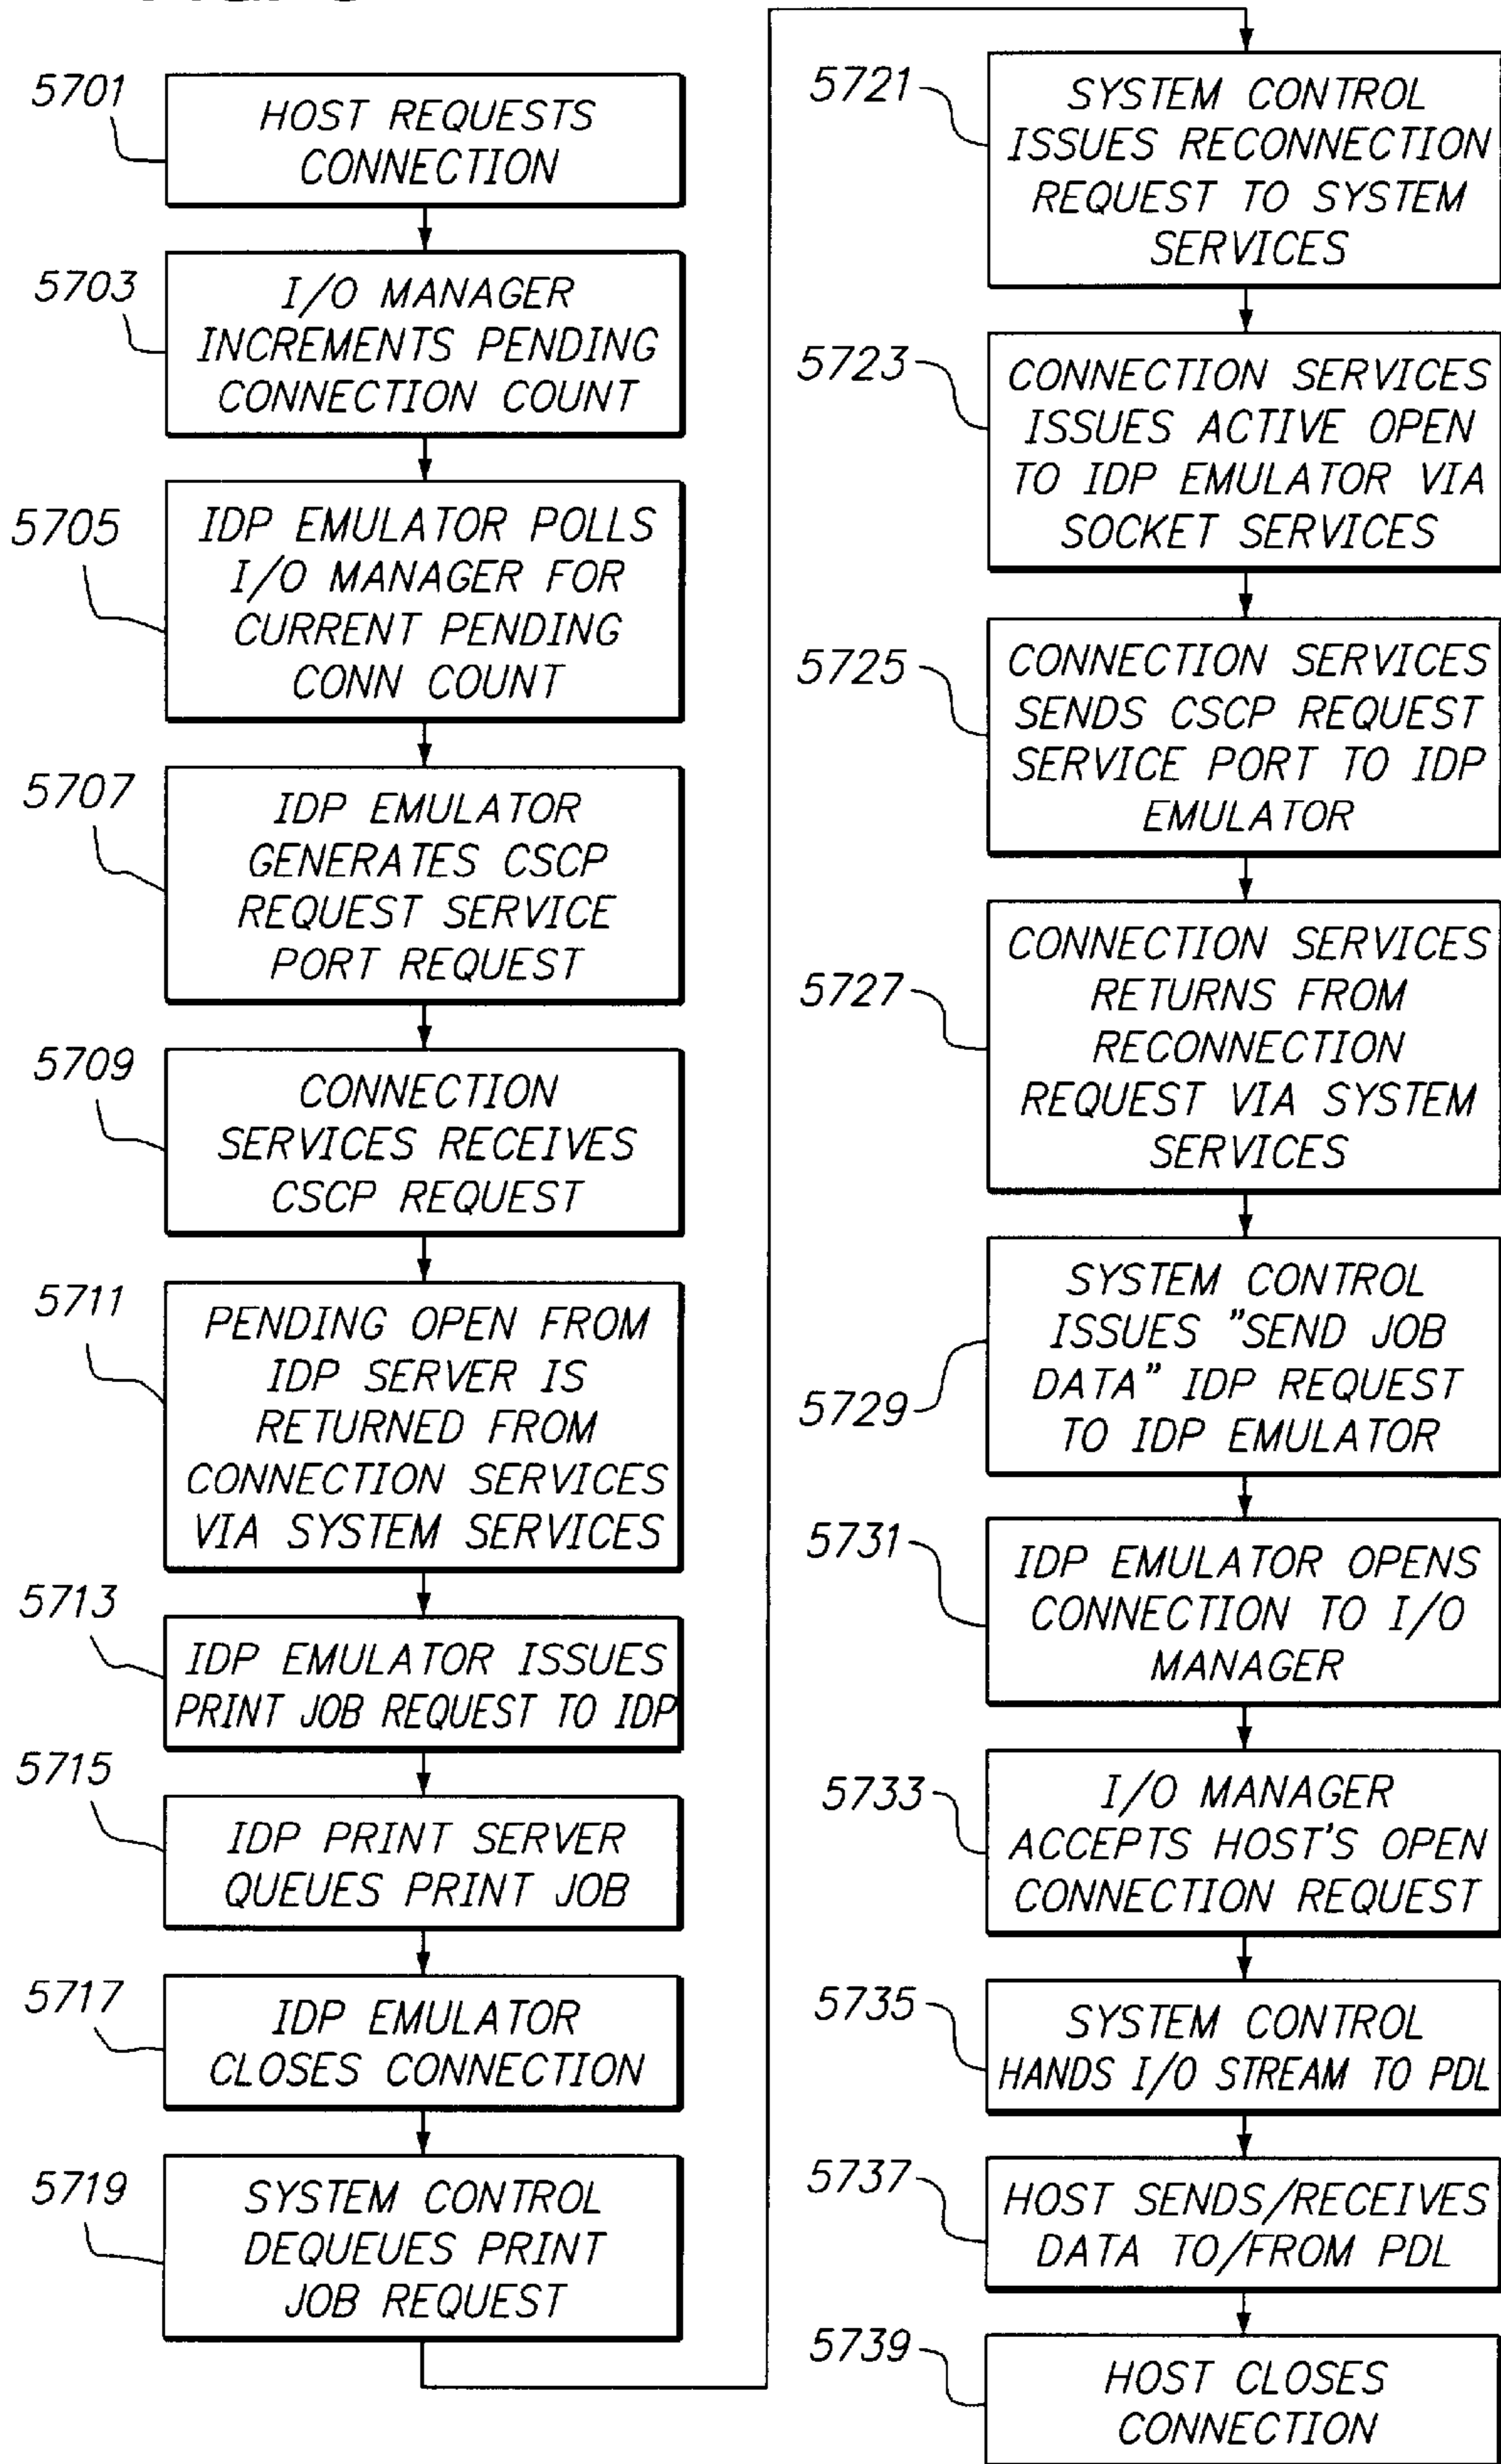 5701
HOST REQUESTS
CONNECTION
5703
I/O MANAGER
INCREMENTS PENDING
CONNECTION COUNT
5705
IDP EMULATOR POLLS
I/O MANAGER FOR
CURRENT PENDING
CONN COUNT
5707
IDP EMULATOR
GENERATES CSCP
REQUEST SERVICE
PORT REQUEST
5709
CONNECTION
SERVICES RECEIVES
CSCP REQUEST
5711
PENDING OPEN FROM
IDP SERVER IS
RETURNED FROM
CONNECTION SERVICES
VIA SYSTEM SERVICES
5713
IDP EMULATOR ISSUES
PRINT JOB REQUEST TO IDP
5715
IDP PRINT SERVER
QUEUES PRINT JOB
5717
IDP EMULATOR
CLOSES CONNECTION
5719
SYSTEM CONTROL
DEQUEUES PRINT
JOB REQUEST
5721
SYSTEM CONTROL
ISSUES RECONNECTION
REQUEST TO SYSTEM
SERVICES
5723
CONNECTION SERVICES
ISSUES ACTIVE OPEN
TO IDP EMULATOR VIA
SOCKET SERVICES
5725
CONNECTION SERVICES
SENDS CSCP REQUEST
SERVICE PORT TO IDP
EMULATOR
5727
CONNECTION SERVICES
RETURNS FROM
RECONNECTION
REQUEST VIA SYSTEM
SERVICES
5729
SYSTEM CONTROL
ISSUES "SEND JOB
DATA" IDP REQUEST
TO IDP EMULATOR
5731
IDP EMULATOR OPENS
CONNECTION TO I/O
MANAGER
5733
I/O MANAGER
ACCEPTS HOST'S OPEN
CONNECTION REQUEST
5735
SYSTEM CONTROL
HANDS I/O STREAM TO PDL
5737
HOST SENDS/RECEIVES
DATA TO/FROM PDL
5739
HOST CLOSES
CONNECTION